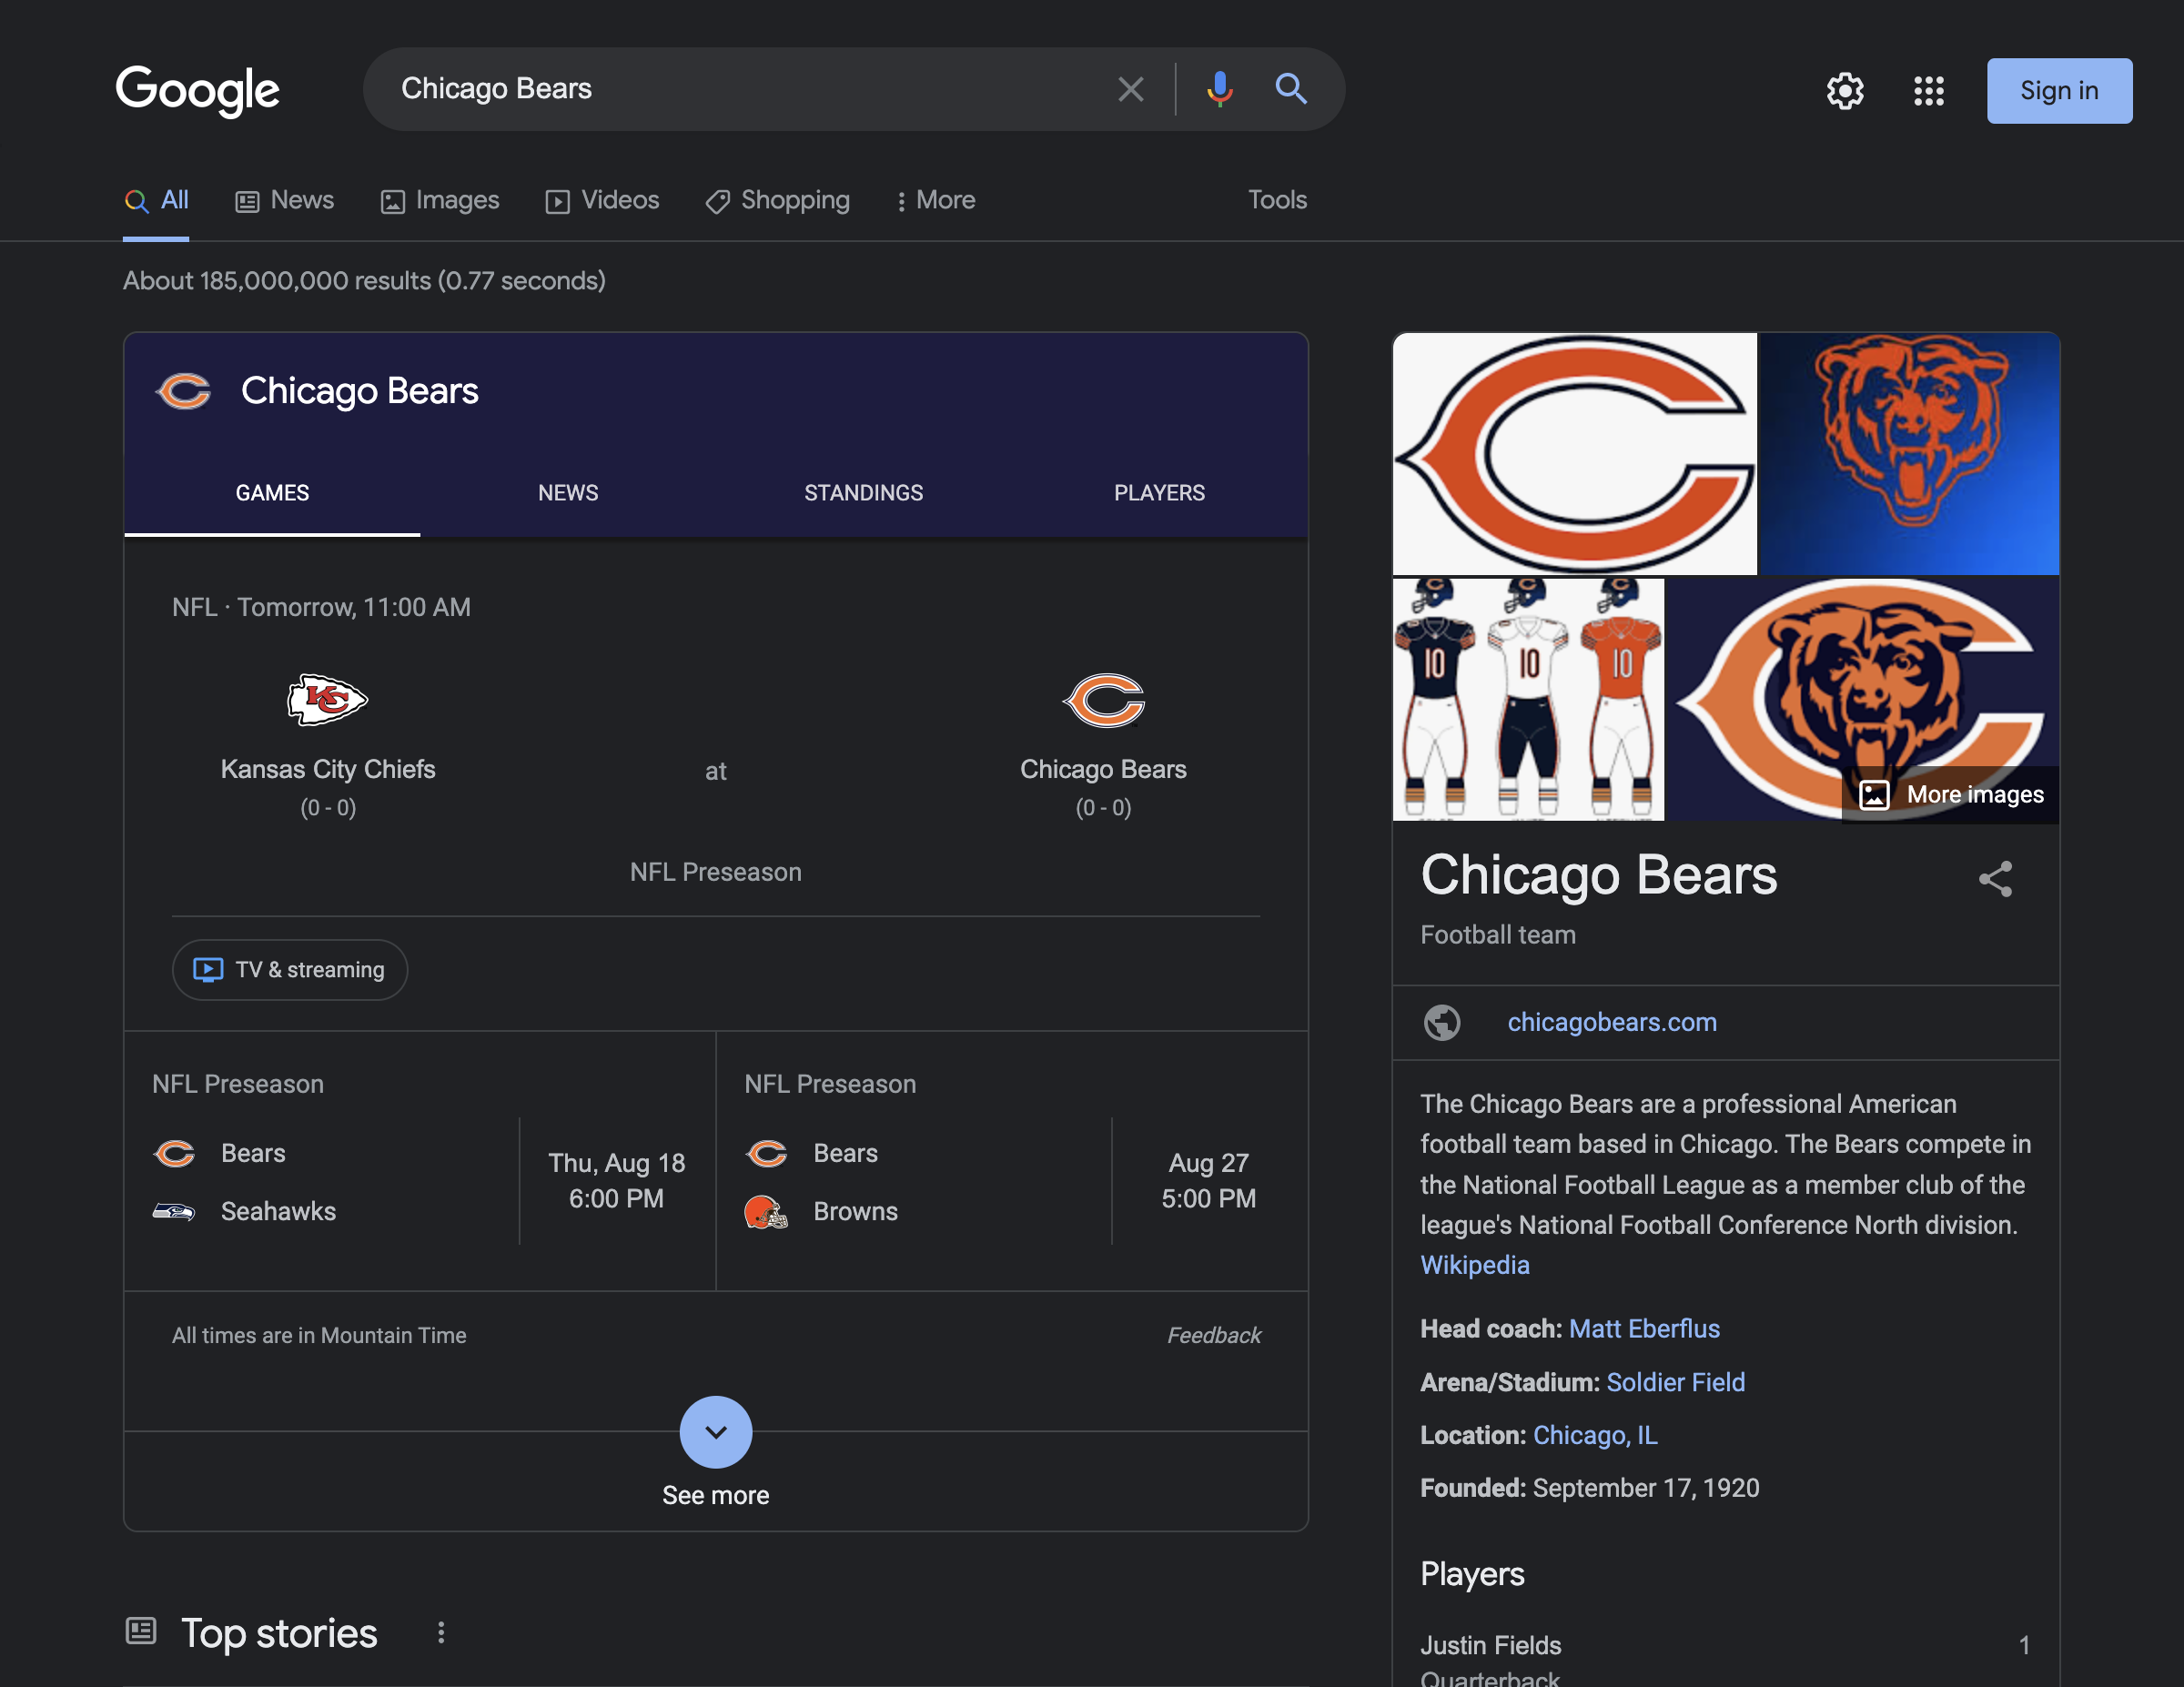 Google
Chicago Bears
Sign in
All
News
Images
Videos
Shopping
More
Tools
About 185,000,000 results (0.77 seconds)
Chicago Bears
GAMES
NEWS
STANDINGS
PLAYERS
NFL · Tomorrow, 11:00 AM
KC
Kansas City Chiefs
at
Chicago Bears
(0 - 0)
(0 - 0)
NFL Preseason
TV & streaming
NFL Preseason
Bears
Seahawks
Thu, Aug 18
6:00 PM
NFL Preseason
Bears
Browns
Aug 27
5:00 PM
All times are in Mountain Time
Feedback
See more
Top stories
10
10
10
More images
Chicago Bears
Football team
chicagobears.com
The Chicago Bears are a professional American
football team based in Chicago. The Bears compete in
the National Football League as a member club of the
league's National Football Conference North division.
Wikipedia
Head coach: Matt Eberflus
Arena/Stadium: Soldier Field
Location: Chicago, IL
Founded: September 17, 1920
Players
Justin Fields
1
Quarterback